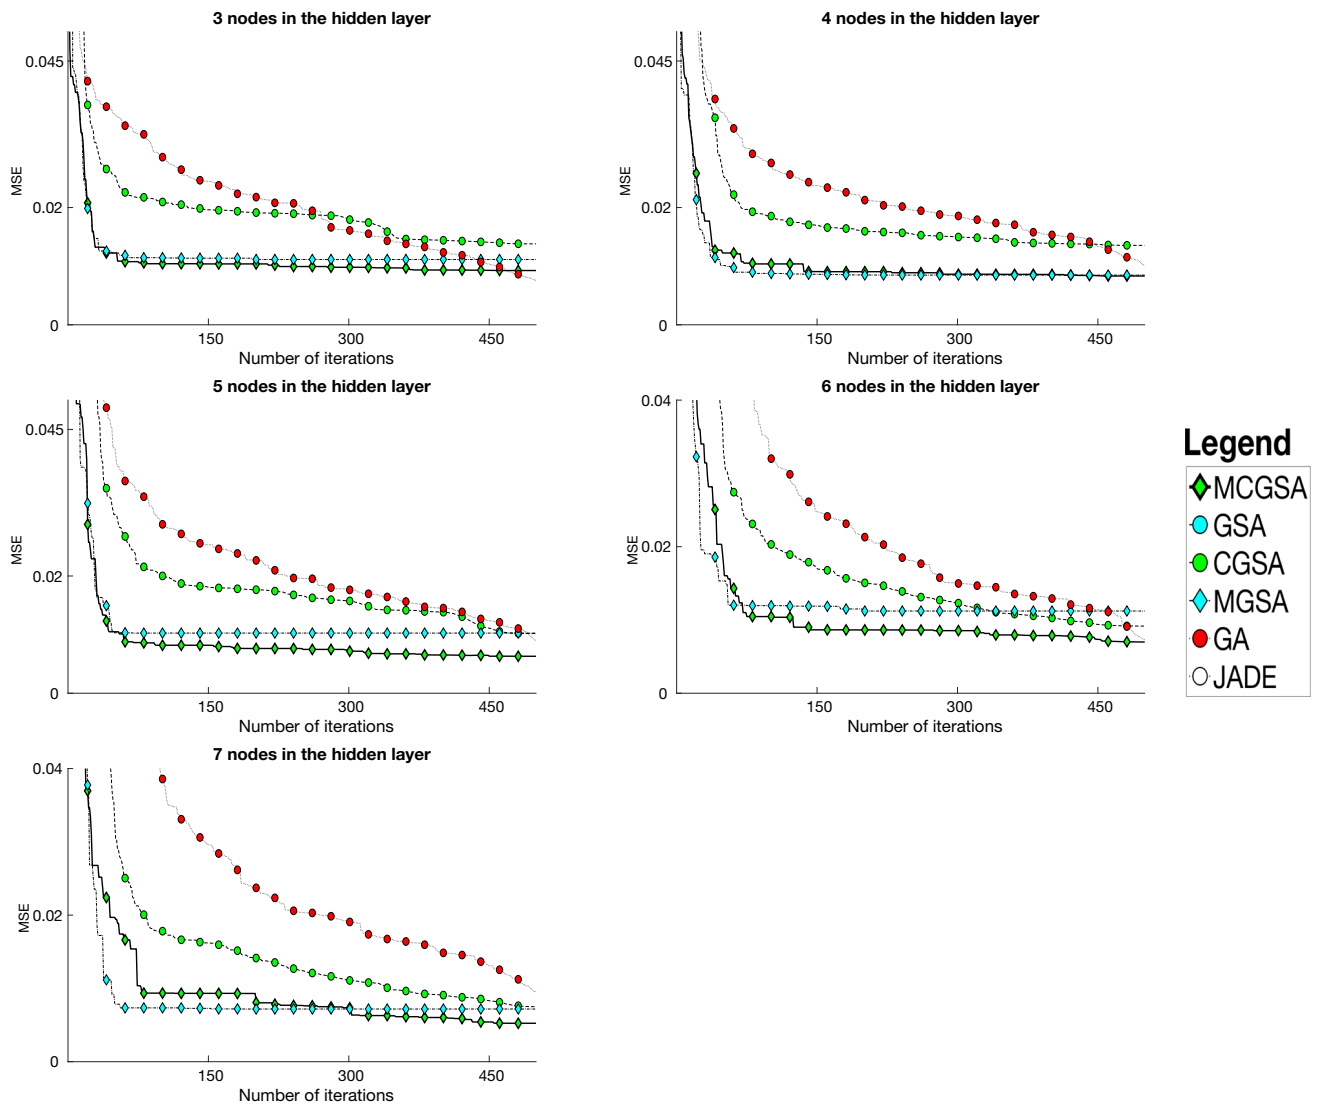 3 nodes in the hidden layer
0.045
0.02
0
MSE
150
300
450
Number of iterations
4 nodes in the hidden layer
0.045
0.02
0
MSE
150
300
450
Number of iterations
5 nodes in the hidden layer
0.045
0.02
0
MSE
150
300
450
Number of iterations
6 nodes in the hidden layer
0.04
0.02
0
MSE
150
300
450
Number of iterations
7 nodes in the hidden layer
0.04
0.02
0
MSE
150
300
450
Number of iterations
Legend
MCGSA
GSA
CGSA
MGSA
GA
JADE